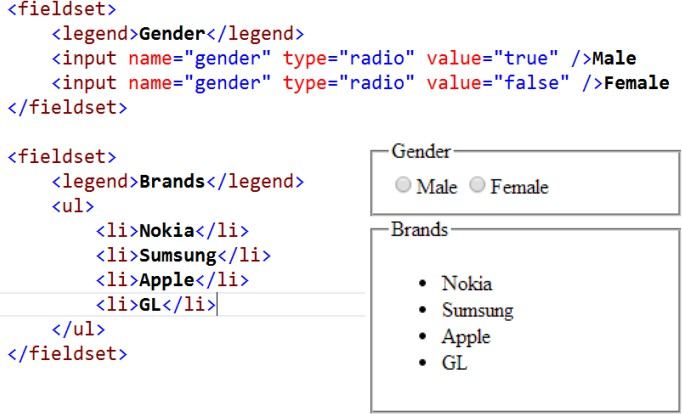 <fieldset>
    <legend>Gender</legend>
    <input name="gender" type="radio" value="true" />Male
    <input name="gender" type="radio" value="false" />Female
</fieldset>
<fieldset>
    <legend>Brands</legend>
    <ul>
        <li>Nokia</li>
        <li>Sumsung</li>
        <li>Apple</li>
        <li>GL</li>
    </ul>
</fieldset>
Gender
Male Female
Brands
• Nokia
• Sumsung
• Apple
• GL